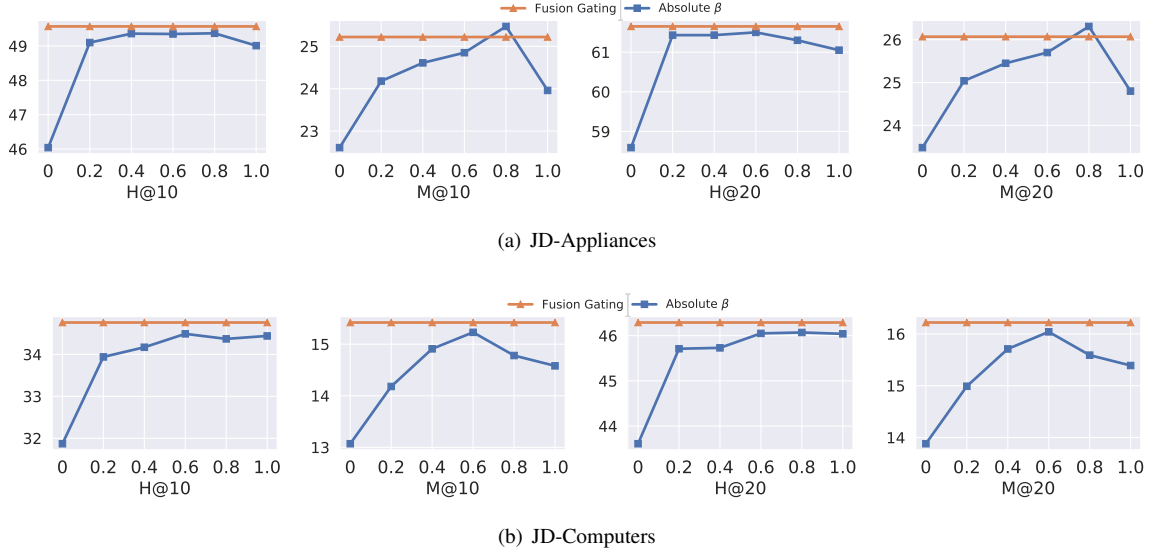 Fusion Gating Absolute β
49 48 47 46
0 0.2 0.4 0.6 0.8 1.0
H@10
25 24 23
0 0.2 0.4 0.6 0.8 1.0
M@10
61 60 59
0 0.2 0.4 0.6 0.8 1.0
H@20
26 25 24
0 0.2 0.4 0.6 0.8 1.0
M@20
(a) JD-Appliances
Fusion Gating Absolute β
34 33 32
0 0.2 0.4 0.6 0.8 1.0
H@10
15 14 13
0 0.2 0.4 0.6 0.8 1.0
M@10
46 45 44
0 0.2 0.4 0.6 0.8 1.0
H@20
16 15 14
0 0.2 0.4 0.6 0.8 1.0
M@20
(b) JD-Computers